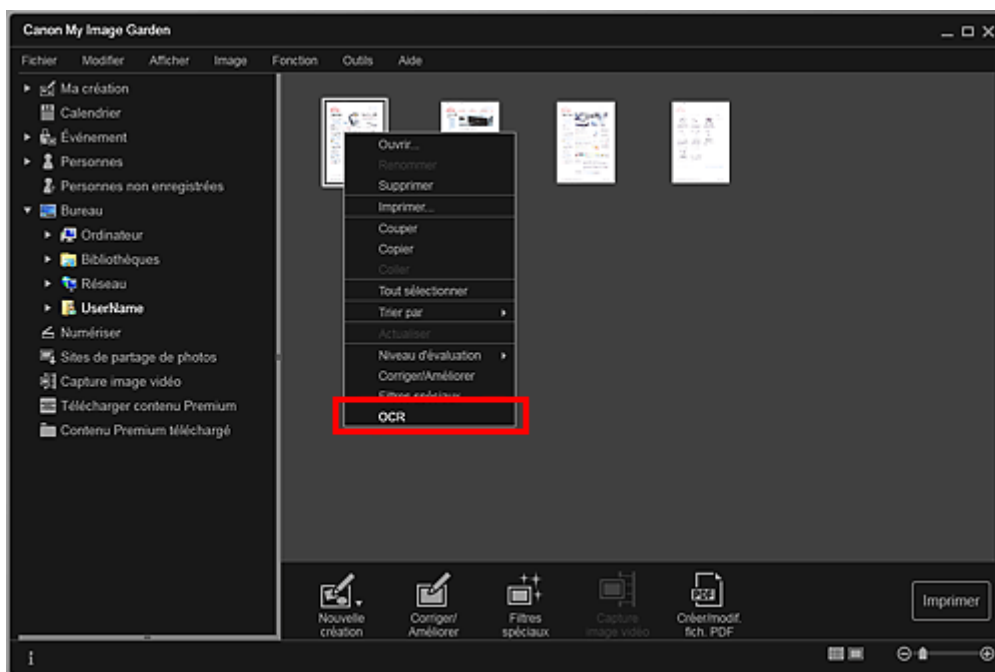 Canon My Image Garden
Fichier Modifier Afficher Image Fonction Outils Aide
Ma création
Calendrier
Événement
Personnes
Personnes non enregistrées
Bureau
Ordinateur
Bibliothèques
Réseau
UserName
Numériser
Sites de partage de photos
Capture image vidéo
Télécharger contenu Premium
Contenu Premium téléchargé
Ouvrir...
Renommer
Supprimer
Imprimer...
Couper
Copier
Coller
Tout sélectionner
Trier par
Actualiser
Niveau d'évaluation
Corriger/Améliorer
Filtres spéciaux
OCR
Nouvelle
création
Corriger/
Améliorer
Filtres
spéciaux
Capture
image vidéo
PDF
Créer/modif.
fich. PDF
Imprimer